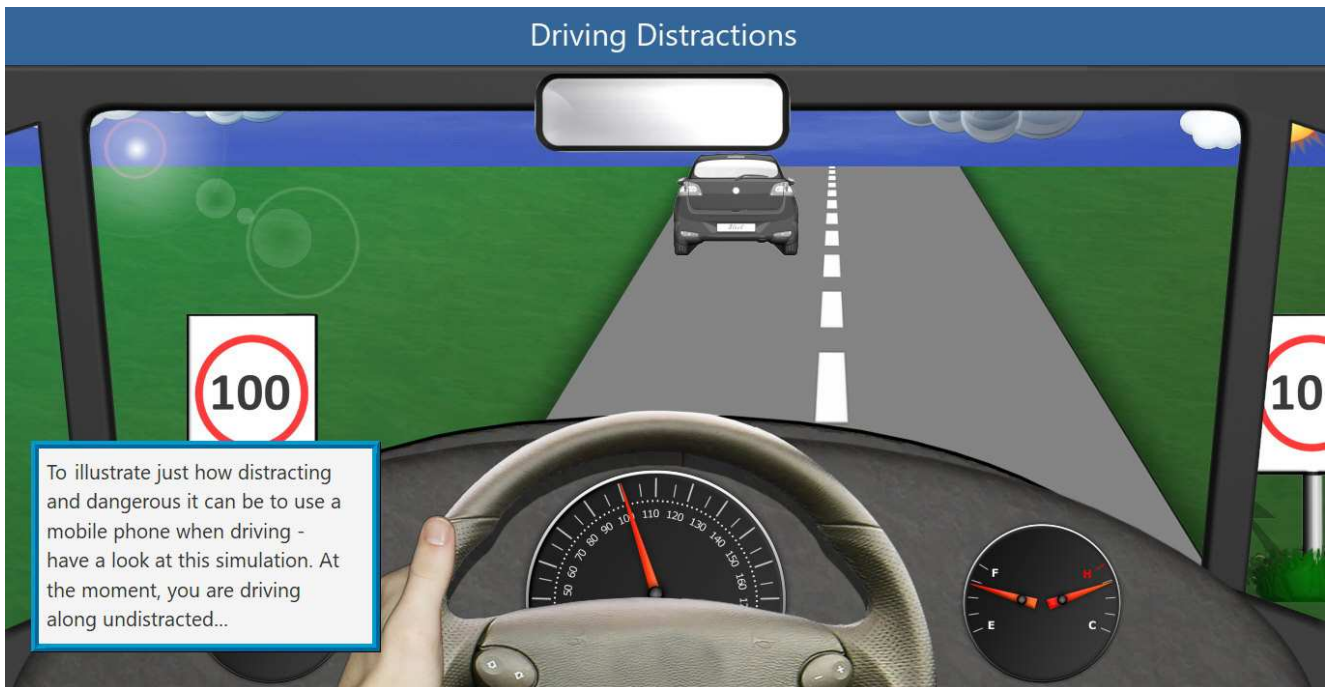 Driving Distractions
100
10
To illustrate just how distracting
and dangerous it can be to use a
mobile phone when driving -
have a look at this simulation. At
the moment, you are driving
along undistracted...
50 60 70 80 90 100 110 120 130 140 150 160
F H
E C
- +